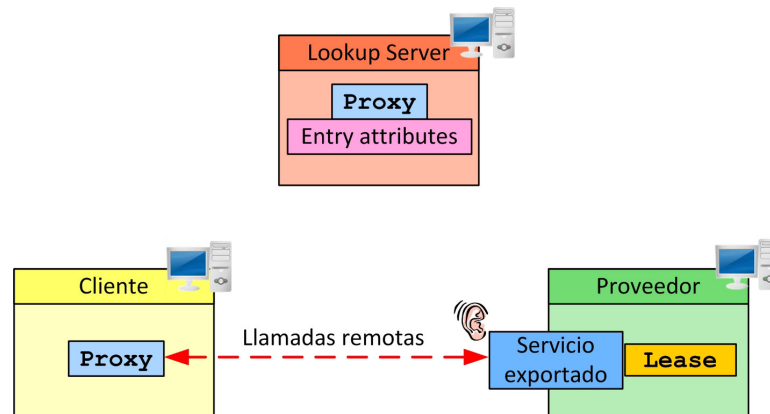 Lookup Server
Proxy
Entry attributes
Cliente
Proveedor
Llamadas remotas
Proxy
Servicio
exportado
Lease